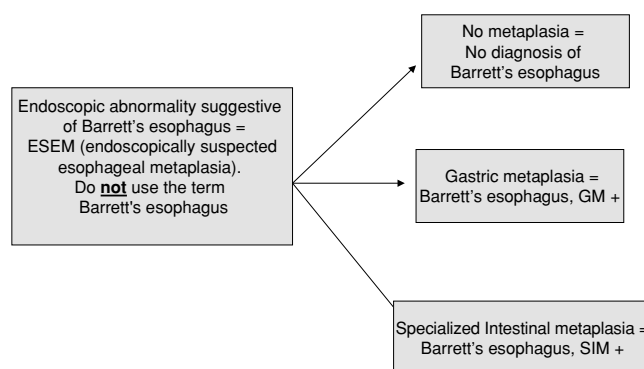 No metaplasia =
No diagnosis of
Barrett’s esophagus
Endoscopic abnormality suggestive
of Barrett’s esophagus =
ESEM (endoscopically suspected
esophageal metaplasia).
Do not use the term
Barrett's esophagus
Gastric metaplasia =
Barrett’s esophagus, GM +
Specialized Intestinal metaplasia =
Barrett’s esophagus, SIM +